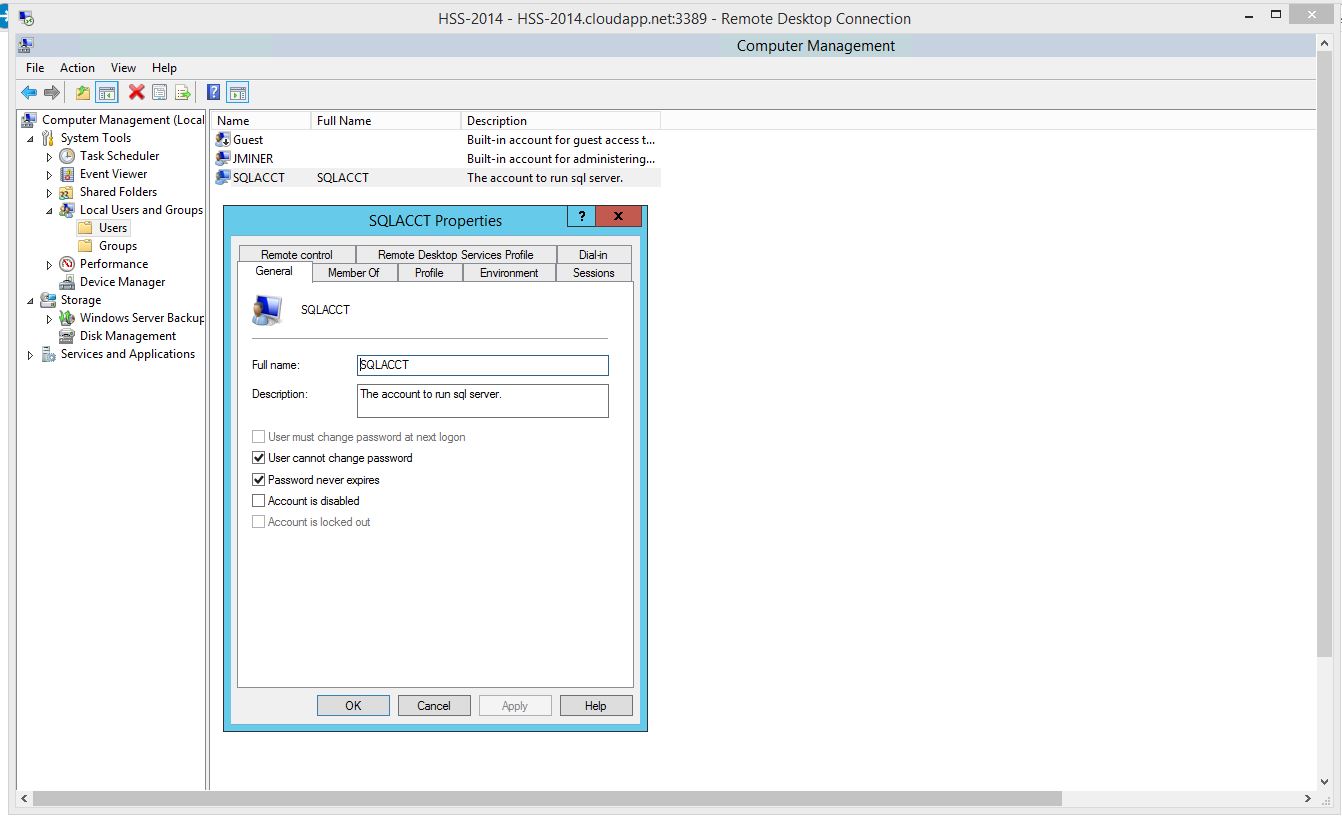 HSS-2014 - HSS-2014.cloudapp.net:3389 - Remote Desktop Connection
Computer Management
File Action View Help
Computer Management (Local
System Tools
Task Scheduler
Event Viewer
Shared Folders
Local Users and Groups
Users
Groups
Performance
Device Manager
Storage
Windows Server Backup
Disk Management
Services and Applications
Name Full Name Description
Guest Built-in account for guest access t...
JMINER Built-in account for administering...
SQLACCT SQLACCT The account to run sql server.
SQLACCT Properties
? x
Remote control Remote Desktop Services Profile Dial-in
General Member Of Profile Environment Sessions
SQLACCT
Full name: SQLACCT
Description: The account to run sql server.
User must change password at next logon
User cannot change password
Password never expires
Account is disabled
Account is locked out
OK Cancel Apply Help